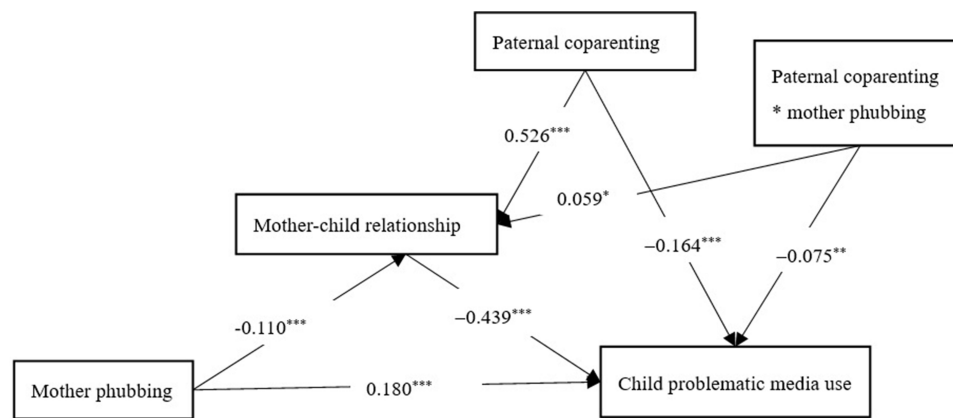 Paternal coparenting
Paternal coparenting
* mother phubbing
0.526***
0.059*
Mother-child relationship
−0.164***
−0.075**
-0.110***
−0.439***
Mother phubbing
0.180***
Child problematic media use